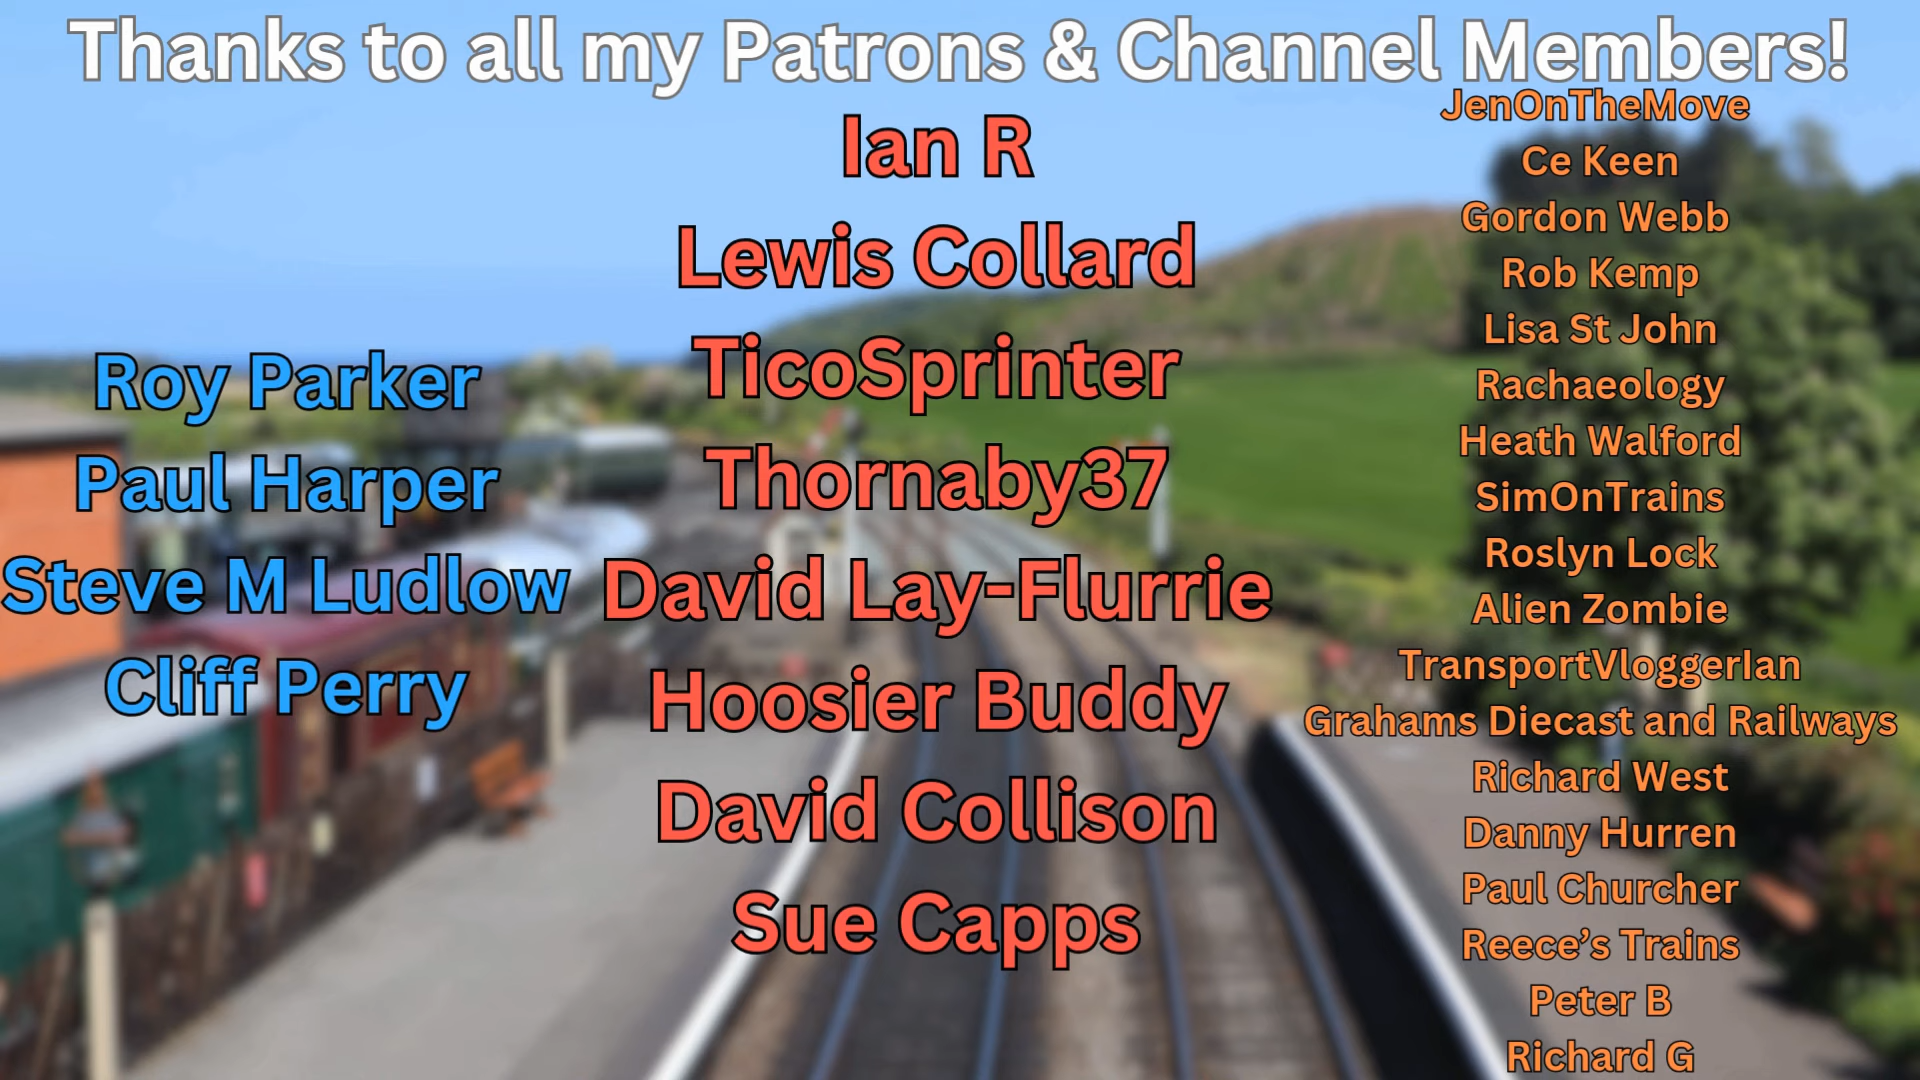 Thanks to all my Patrons & Channel Members!
Roy Parker
Paul Harper
Steve M Ludlow
Cliff Perry
Ian R
Lewis Collard
TicoSprinter
Thornaby37
David Lay-Flurrie
Hoosier Buddy
David Collison
Sue Capps
JenOnTheMove
Ce Keen
Gordon Webb
Rob Kemp
Lisa St John
Rachaeology
Heath Walford
SimOnTrains
Roslyn Lock
Alien Zombie
TransportVloggerIan
Grahams Diecast and Railways
Richard West
Danny Hurren
Paul Churcher
Reece’s Trains
Peter B
Richard G